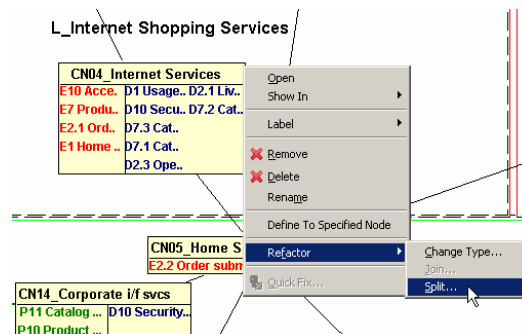 L_Internet Shopping Services
CN04_Internet Services
E10 Acce. D1 Usage.. D2.1 Liv..
E7 Produ.. D10 Secu.. D7.2 Cat..
E2.1 Ord.. D7.3 Cat..
E1 Home .. D7.1 Cat..
D2.3 Ope..
Open
Show In
Label
Remove
Delete
Rename
Define To Specified Node
Refactor
Quick Fix...
Change Type...
Join...
Split...
CN05_Home S
E2.2 Order subm
CN14_Corporate i/f svcs
P11 Catalog ... D10 Security...
P10 Product ...